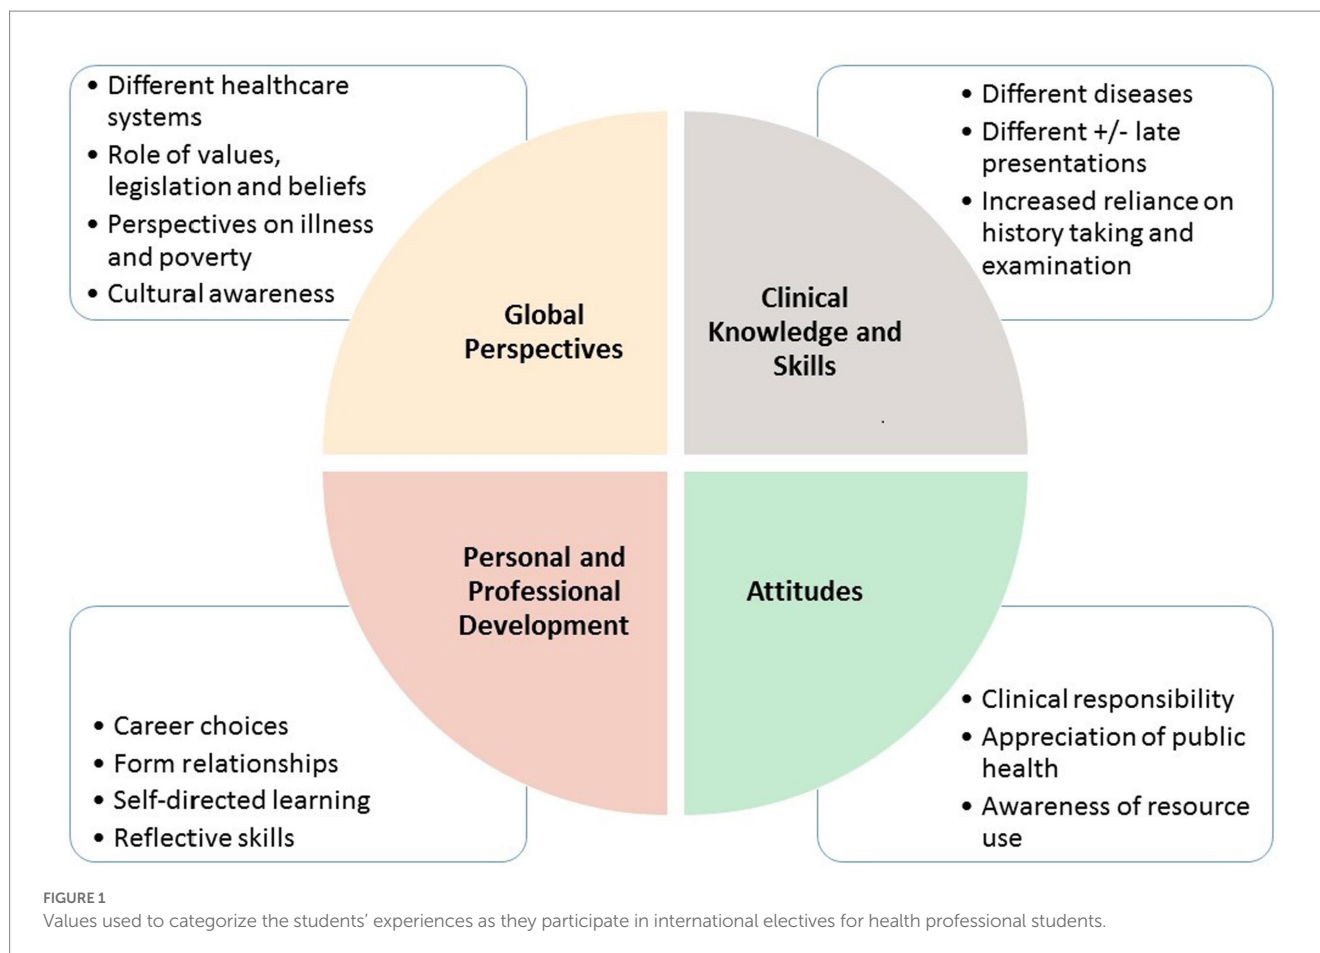 • Different healthcare
systems
• Role of values,
legislation and beliefs
• Perspectives on illness
and poverty
• Cultural awareness
• Different diseases
• Different +/- late
presentations
• Increased reliance on
history taking and
examination
Global
Perspectives
Clinical
Knowledge and
Skills
Personal and
Professional
Development
Attitudes
• Career choices
• Form relationships
• Self-directed learning
• Reflective skills
• Clinical responsibility
• Appreciation of public
health
• Awareness of resource
use
FIGURE 1
Values used to categorize the students’ experiences as they participate in international electives for health professional students.